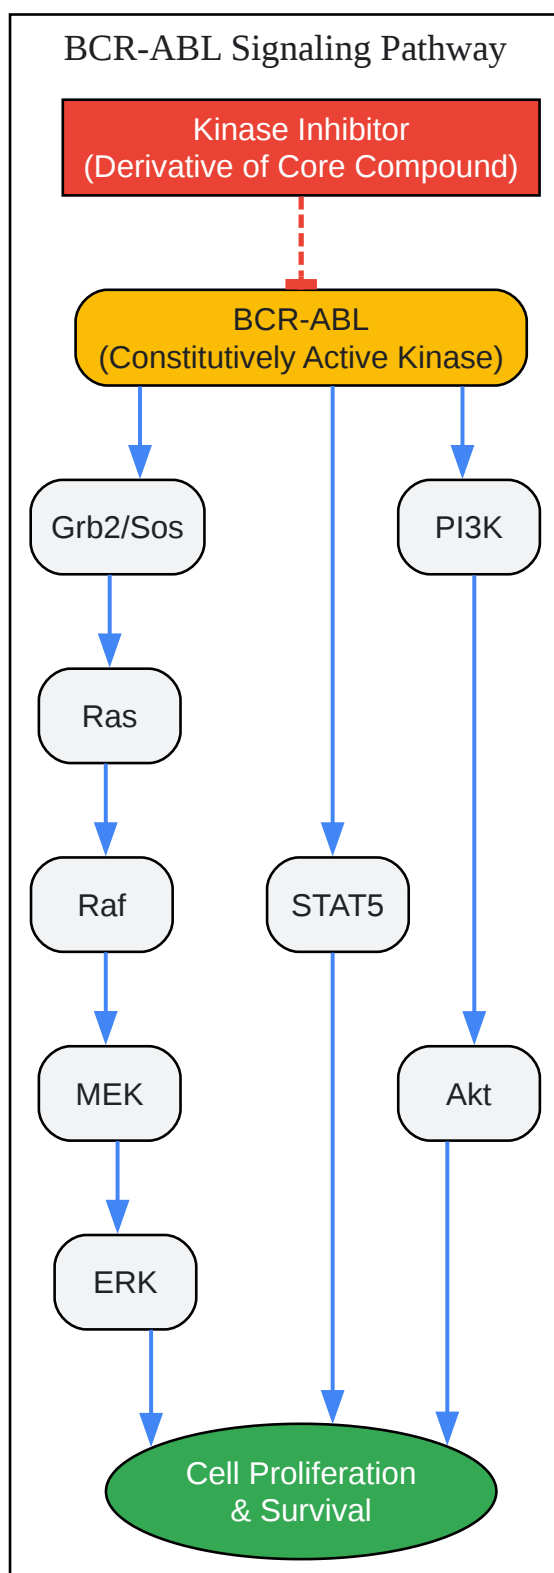 BCR-ABL Signaling Pathway
Kinase Inhibitor
(Derivative of Core Compound)
BCR-ABL
(Constitutively Active Kinase)
Grb2/Sos
PI3K
Ras
Raf
STAT5
MEK
Akt
ERK
Cell Proliferation
& Survival